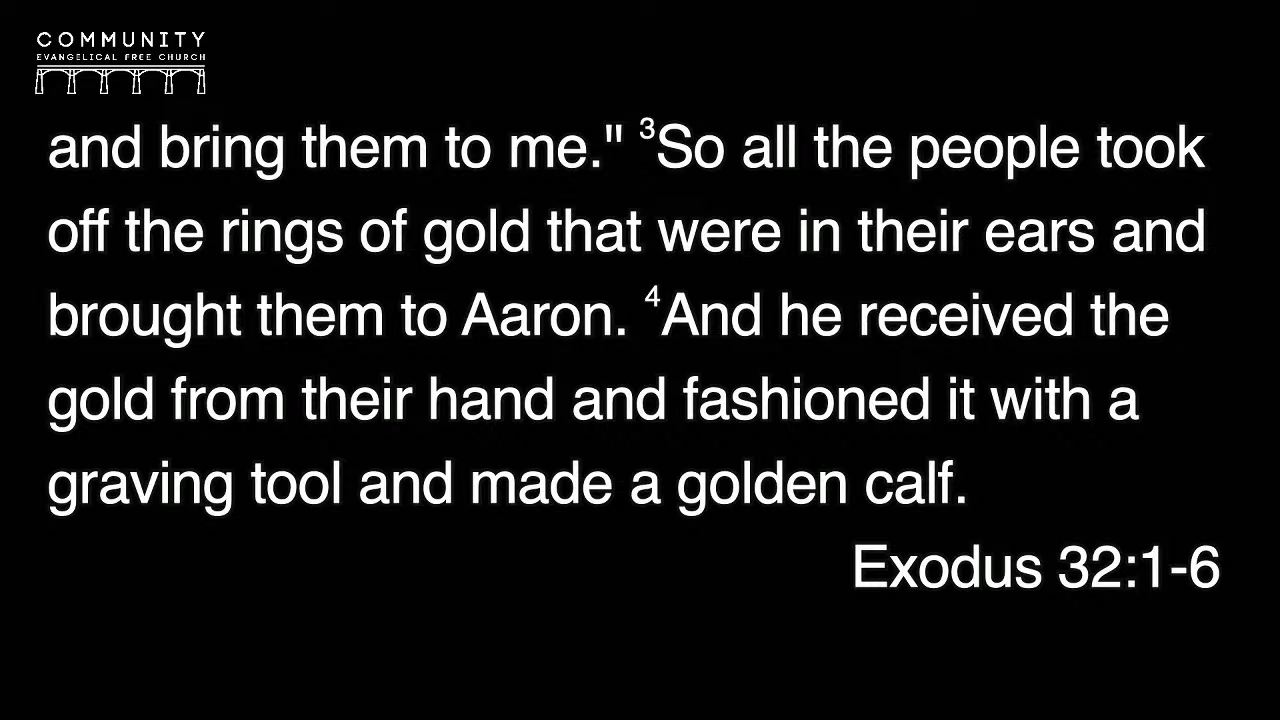 COMMUNITY
EVANGELICAL FREE CHURCH
and bring them to me." ³So all the people took
off the rings of gold that were in their ears and
brought them to Aaron. ⁴And he received the
gold from their hand and fashioned it with a
graving tool and made a golden calf.
Exodus 32:1-6